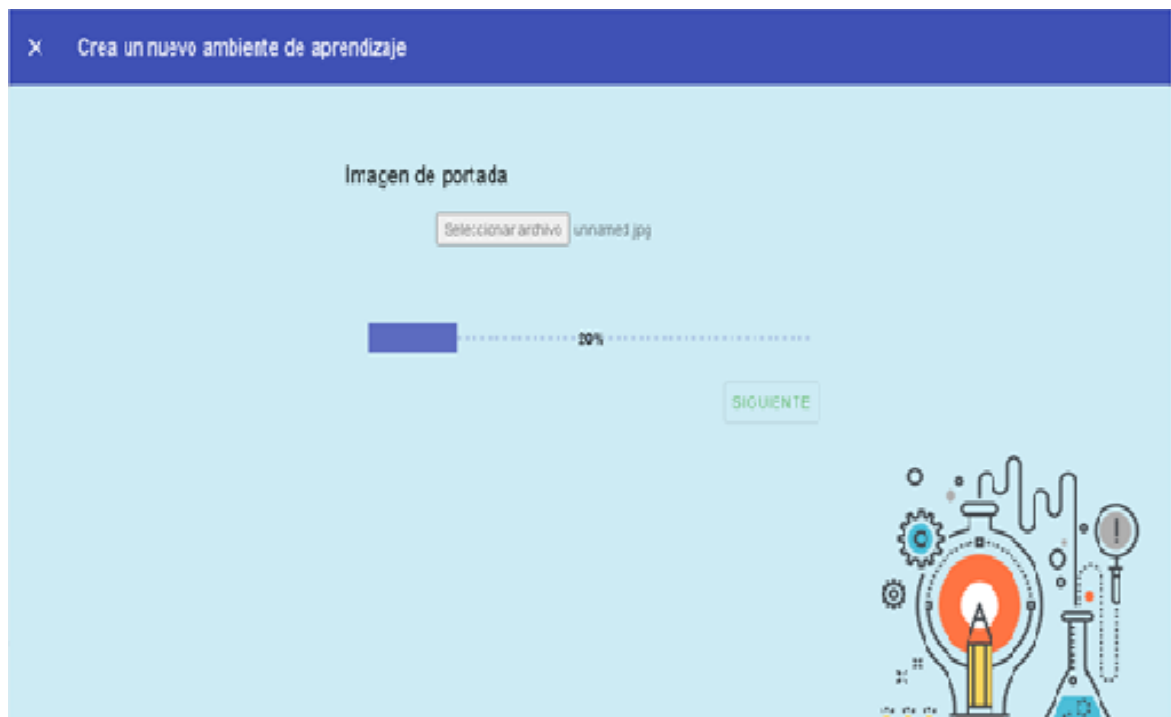 × Crea un nuevo ambiente de aprendizaje
Imagen de portada
Seleccionar archivo unnamed.jpg
20%
SIGUIENTE